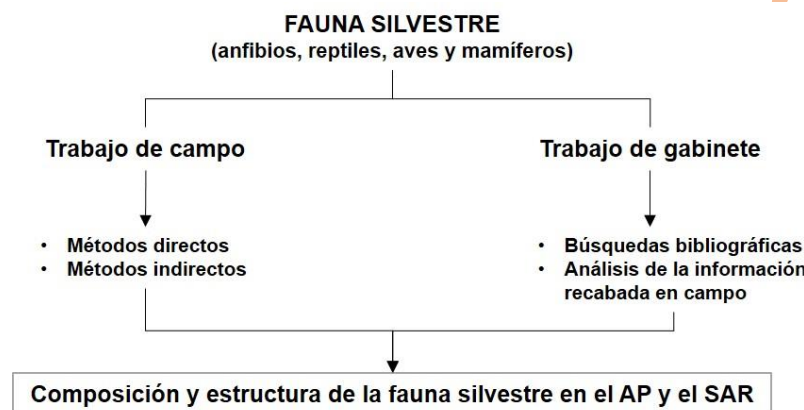 FAUNA SILVESTRE
(anfibios, reptiles, aves y mamíferos)
Trabajo de campo
• Métodos directos
• Métodos indirectos
Trabajo de gabinete
• Búsquedas bibliográficas
• Análisis de la información
recabada en campo
Composición y estructura de la fauna silvestre en el AP y el SAR